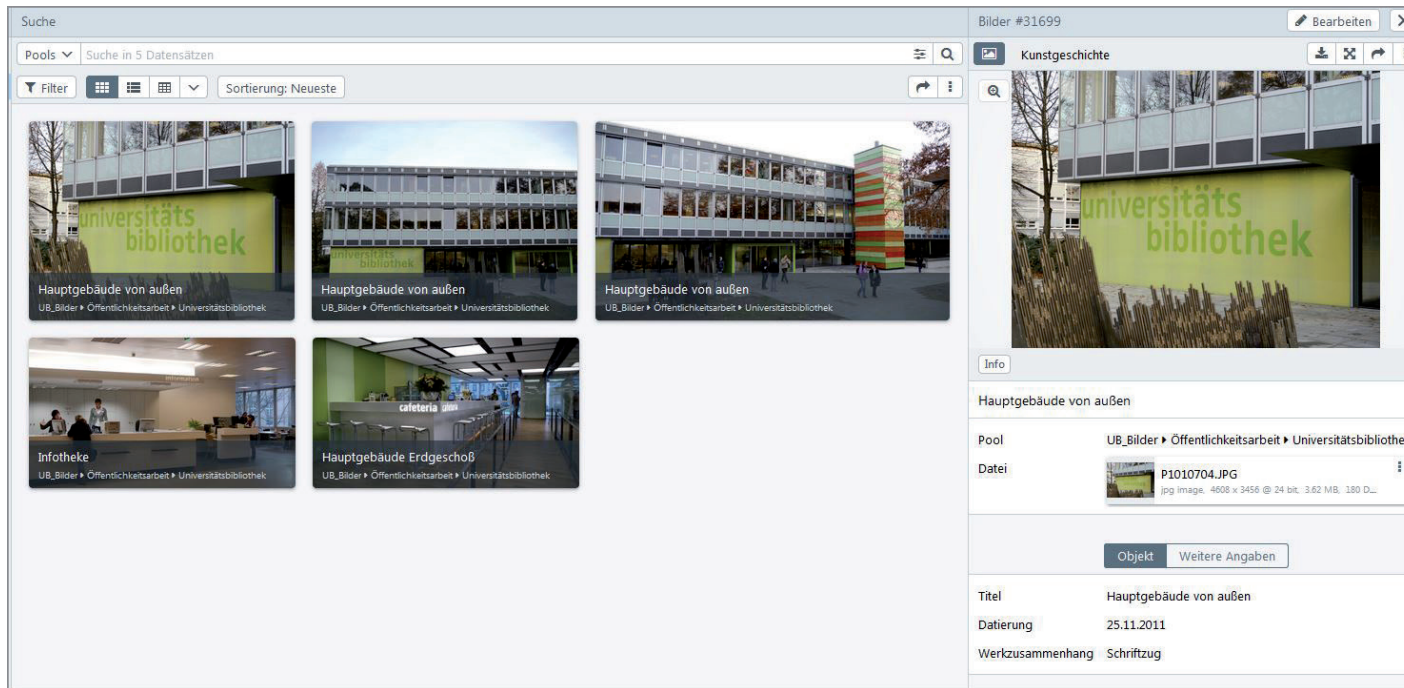 Suche
Pools
Suche in 5 Datensätzen
Filter
Sortierung: Neueste
universitäts
bibliothek
Hauptgebäude von außen
UB_Bilder ▸ Öffentlichkeitsarbeit ▸ Universitätsbibliothek
universitäts
bibliothek
Hauptgebäude von außen
UB_Bilder ▸ Öffentlichkeitsarbeit ▸ Universitätsbibliothek
Hauptgebäude von außen
UB_Bilder ▸ Öffentlichkeitsarbeit ▸ Universitätsbibliothek
information
Infotheke
UB_Bilder ▸ Öffentlichkeitsarbeit ▸ Universitätsbibliothek
cafeteria
Hauptgebäude Erdgeschoß
UB_Bilder ▸ Öffentlichkeitsarbeit ▸ Universitätsbibliothek
Bilder #31699
Bearbeiten
Kunstgeschichte
universitäts
bibliothek
Info
Hauptgebäude von außen
Pool UB_Bilder ▸ Öffentlichkeitsarbeit ▸ Universitätsbibliothe
Datei
P1010704.JPG
jpg image, 4608 x 3456 @ 24 bit, 3.62 MB, 180 D...
Objekt Weitere Angaben
Titel Hauptgebäude von außen
Datierung 25.11.2011
Werkzusammenhang Schriftzug